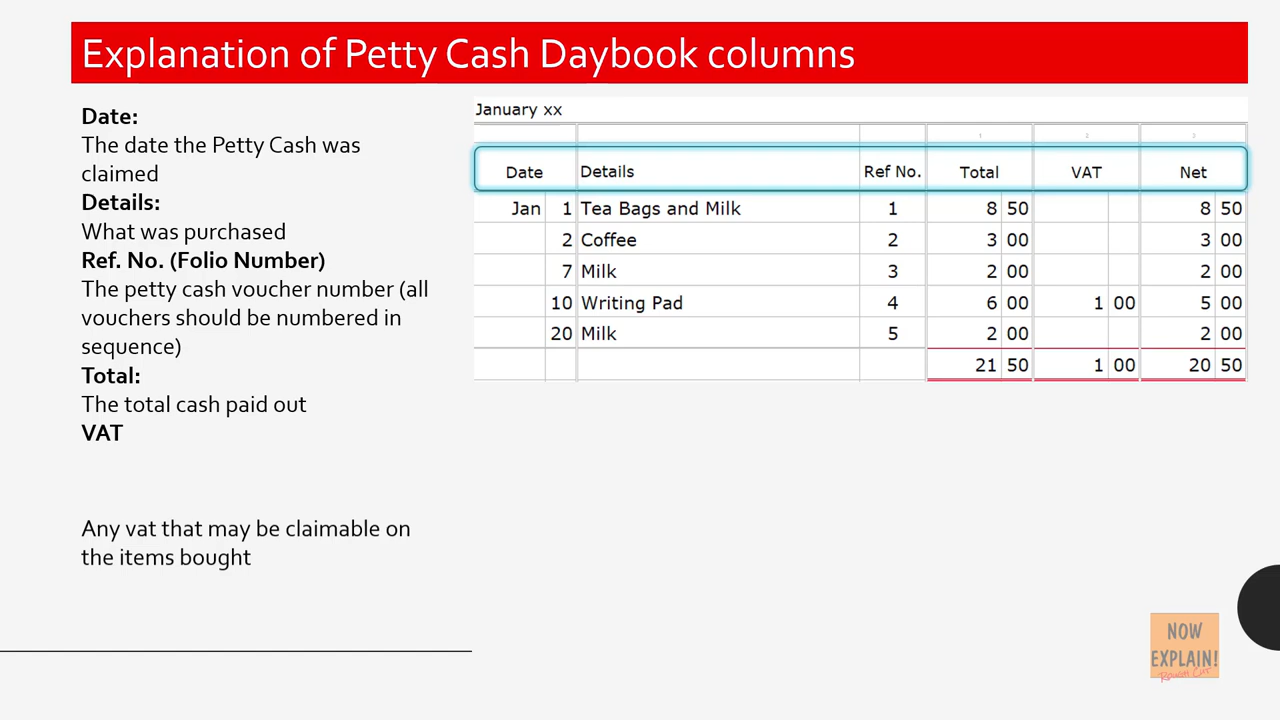 Explanation of Petty Cash Daybook columns
Date:
The date the Petty Cash was
claimed
Details:
What was purchased
Ref. No. (Folio Number)
The petty cash voucher number (all
vouchers should be numbered in
sequence)
Total:
The total cash paid out
VAT
Any vat that may be claimable on
the items bought
January xx
1 2 3
Date Details Ref No. Total VAT Net
Jan 1 Tea Bags and Milk 1 8 50 8 50
2 Coffee 2 3 00 3 00
7 Milk 3 2 00 2 00
10 Writing Pad 4 6 00 1 00 5 00
20 Milk 5 2 00 2 00
21 50 1 00 20 50
NOW
EXPLAIN!
ROUGH CUT